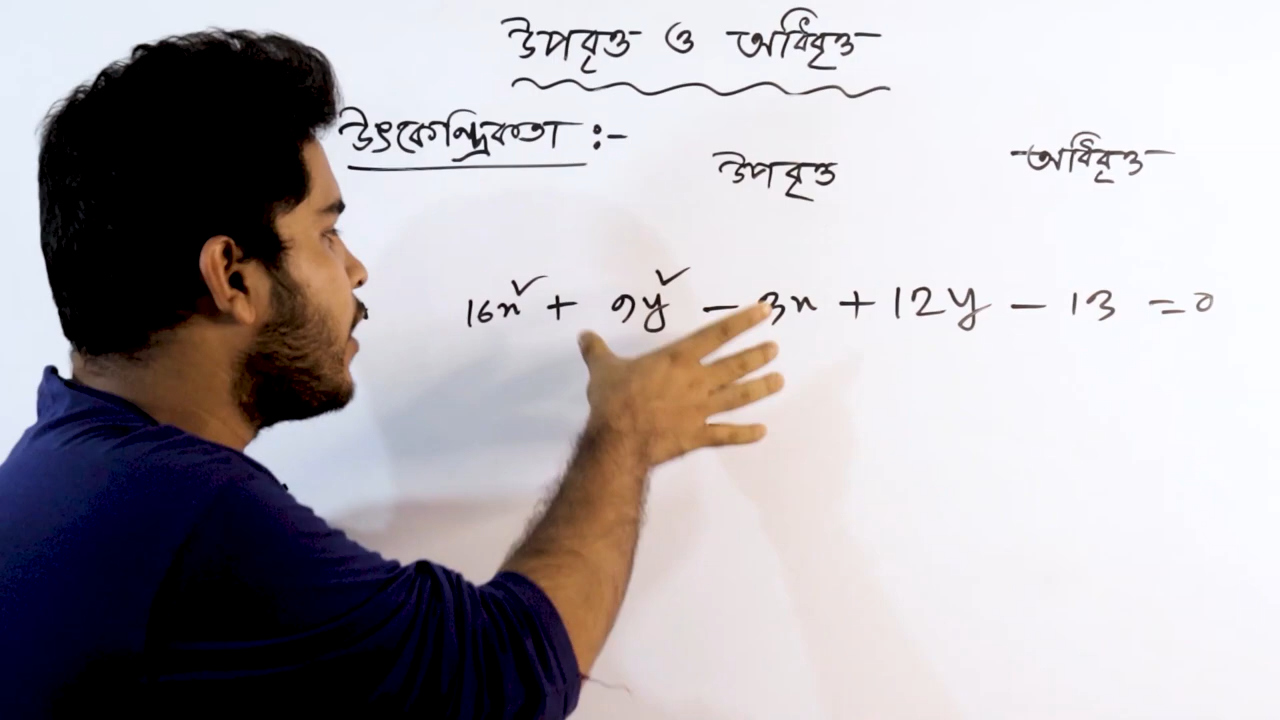 উপবৃত্ত ও অধিবৃত্ত
উৎকেন্দ্রিকতা :-
উপবৃত্ত অধিবৃত্ত
16x² + 9y² - 3x + 12y - 13 = 0